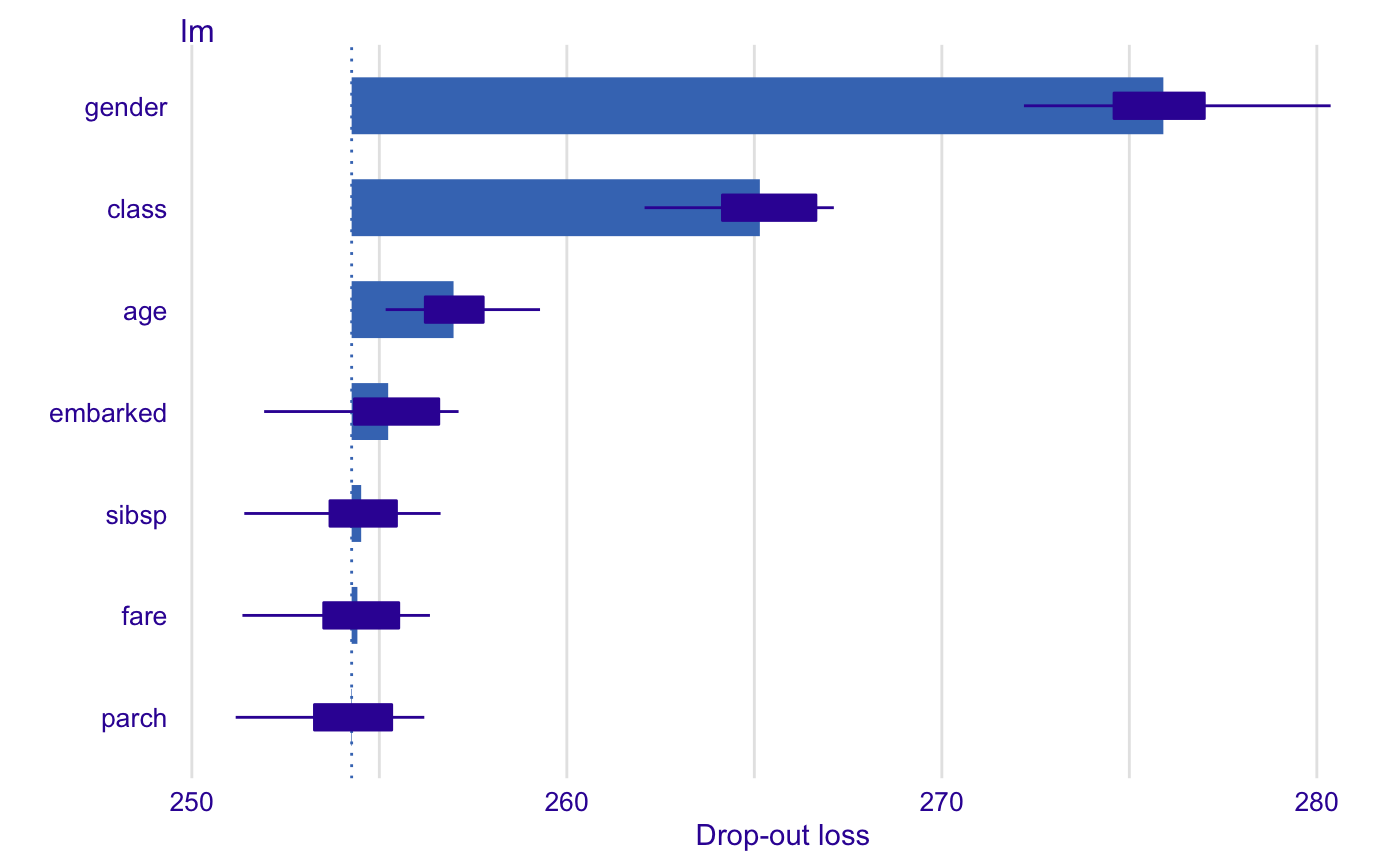 lm
gender
class
age
embarked
sibsp
fare
parch
250 260 270 280
Drop-out loss